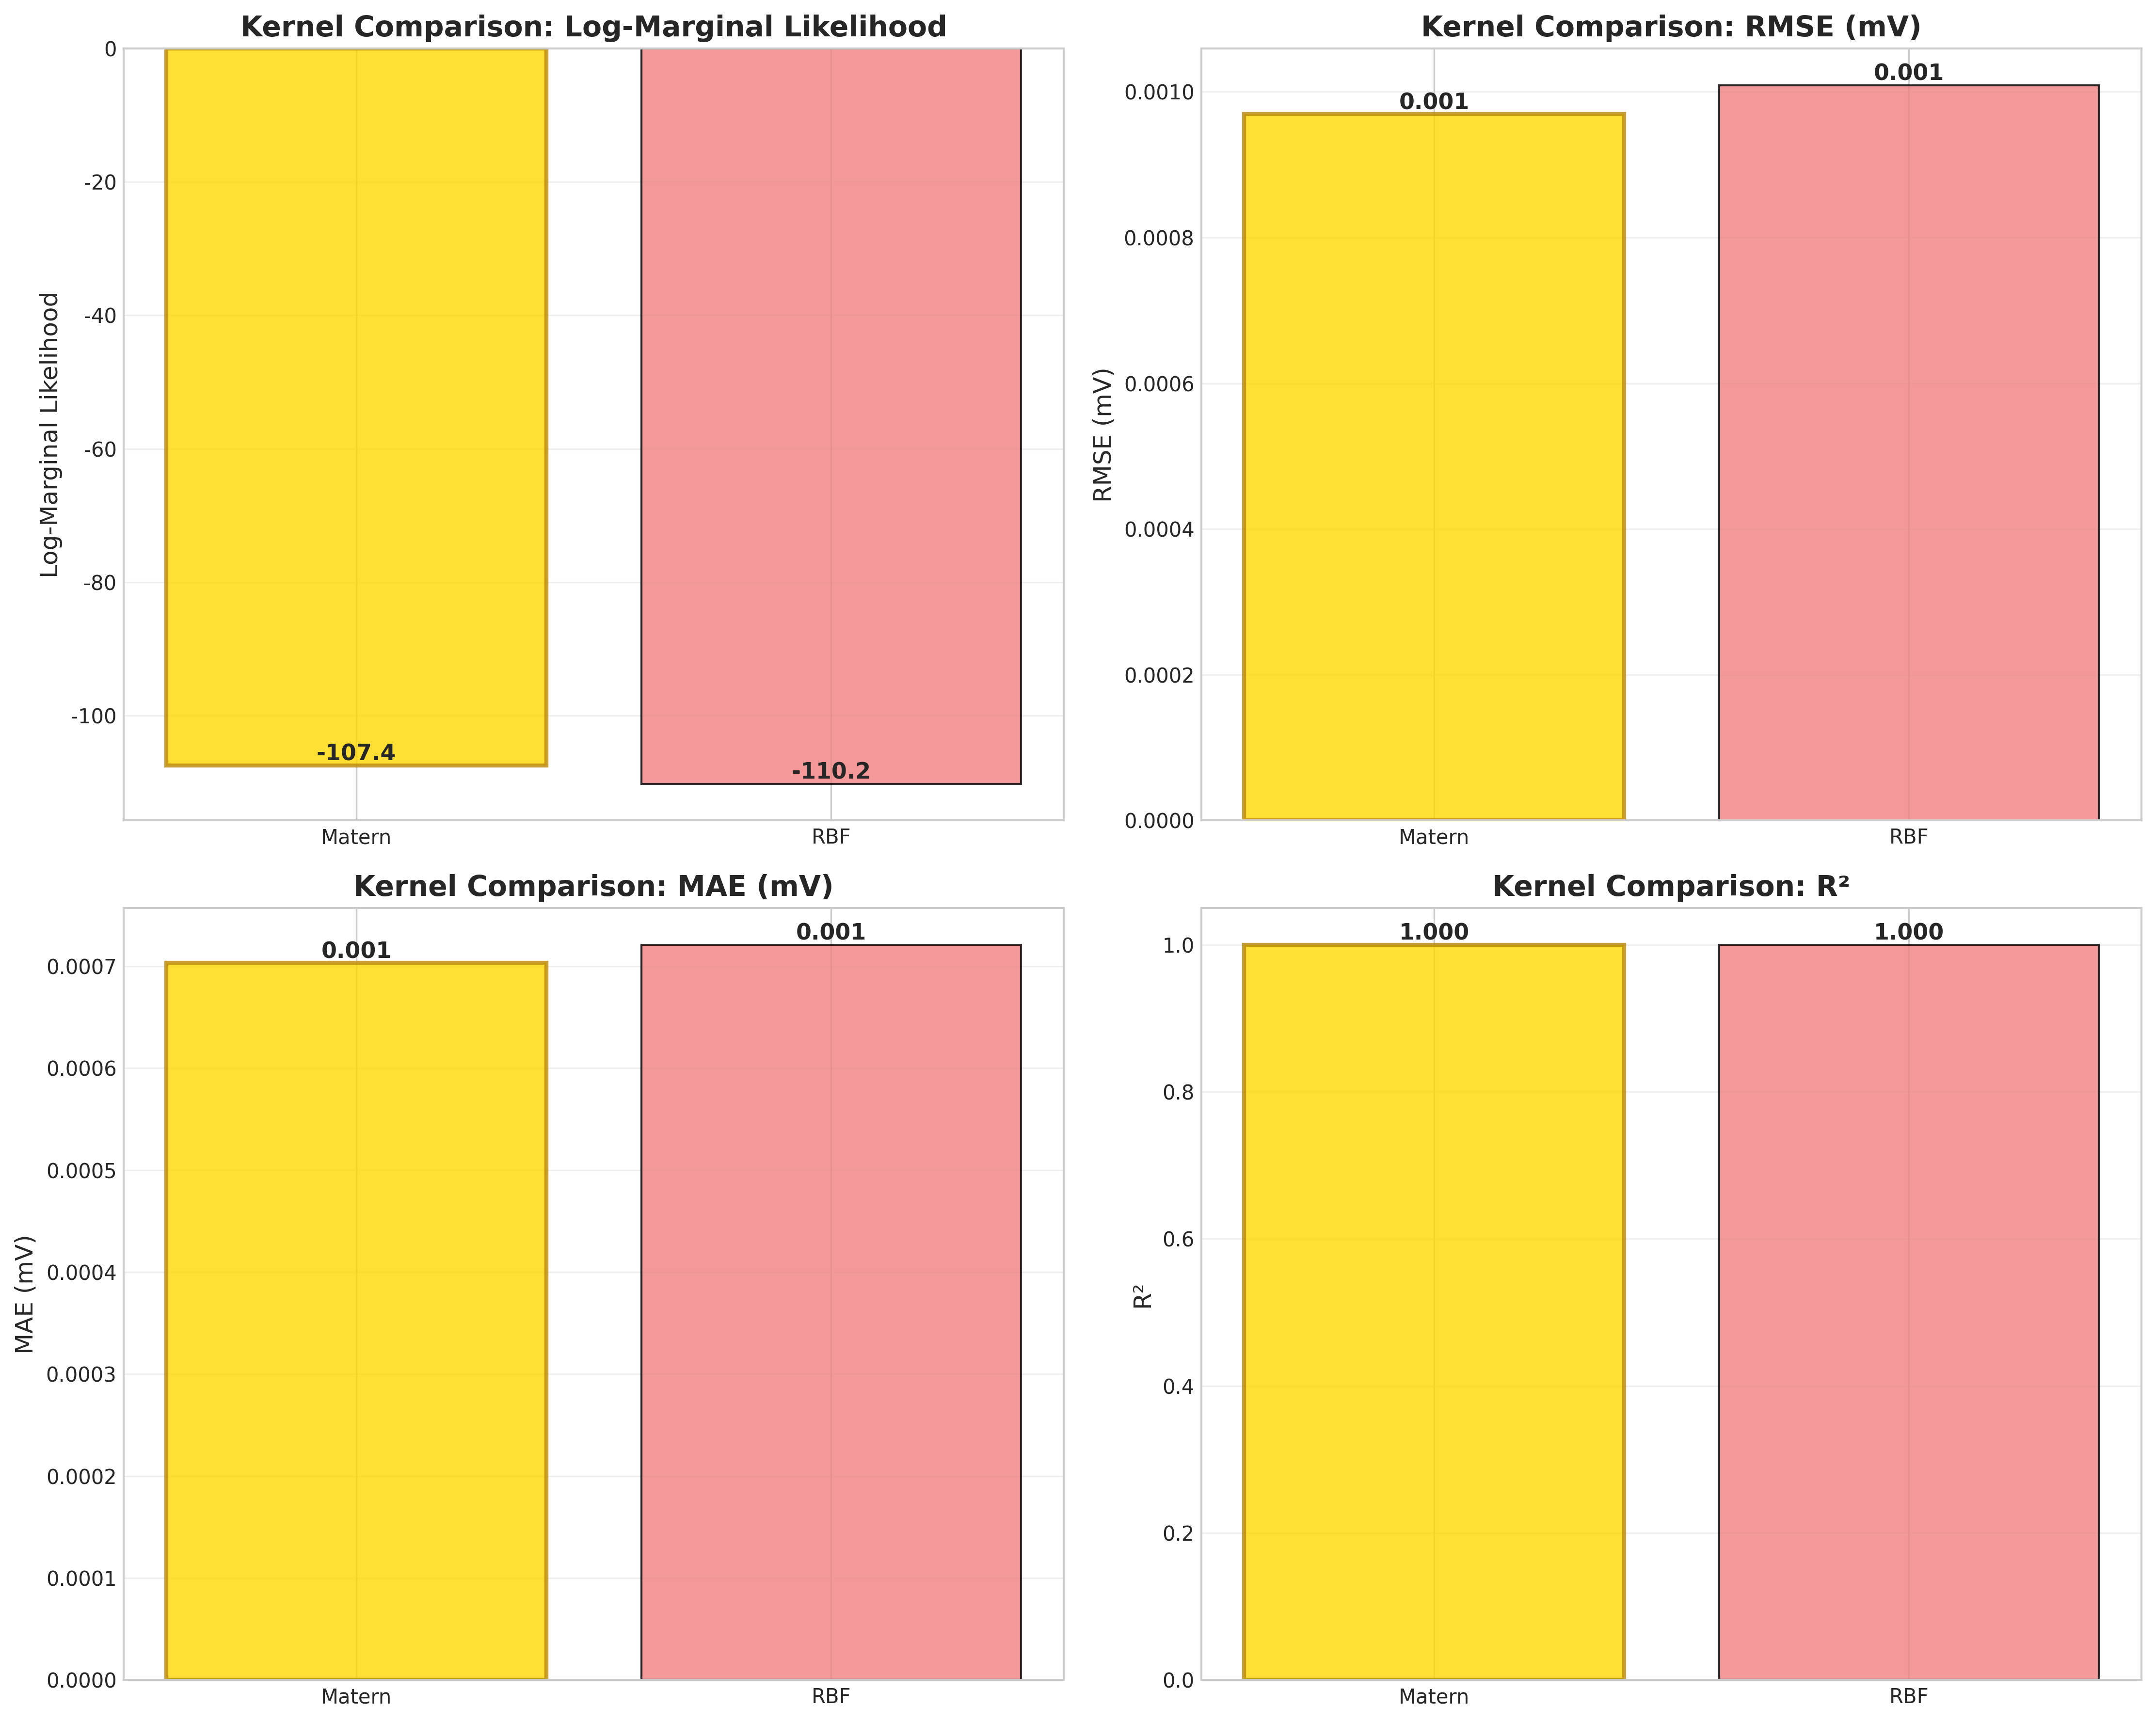 Kernel Comparison: Log-Marginal Likelihood
Log-Marginal Likelihood
0
-20
-40
-60
-80
-100
-107.4
-110.2
Matern
RBF
Kernel Comparison: RMSE (mV)
RMSE (mV)
0.0010
0.0008
0.0006
0.0004
0.0002
0.0000
0.001
0.001
Matern
RBF
Kernel Comparison: MAE (mV)
MAE (mV)
0.0007
0.0006
0.0005
0.0004
0.0003
0.0002
0.0001
0.0000
0.001
0.001
Matern
RBF
Kernel Comparison: R²
R²
1.0
0.8
0.6
0.4
0.2
0.0
1.000
1.000
Matern
RBF